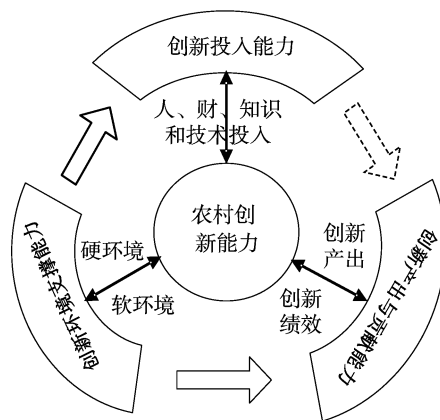 创新投入能力
人、财、知识
和技术投入
农村创
新能力
硬环境
软环境
创新环境支撑能力
创新
产出
创新
绩效
创新产出与贡献能力